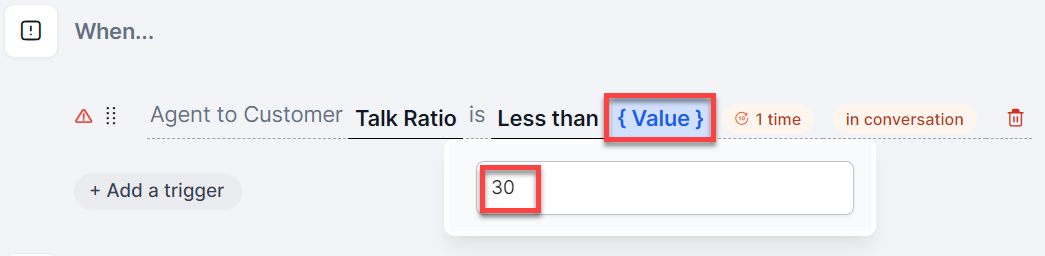 When...
Agent to Customer Talk Ratio is Less than { Value } 1 time in conversation
30
+ Add a trigger